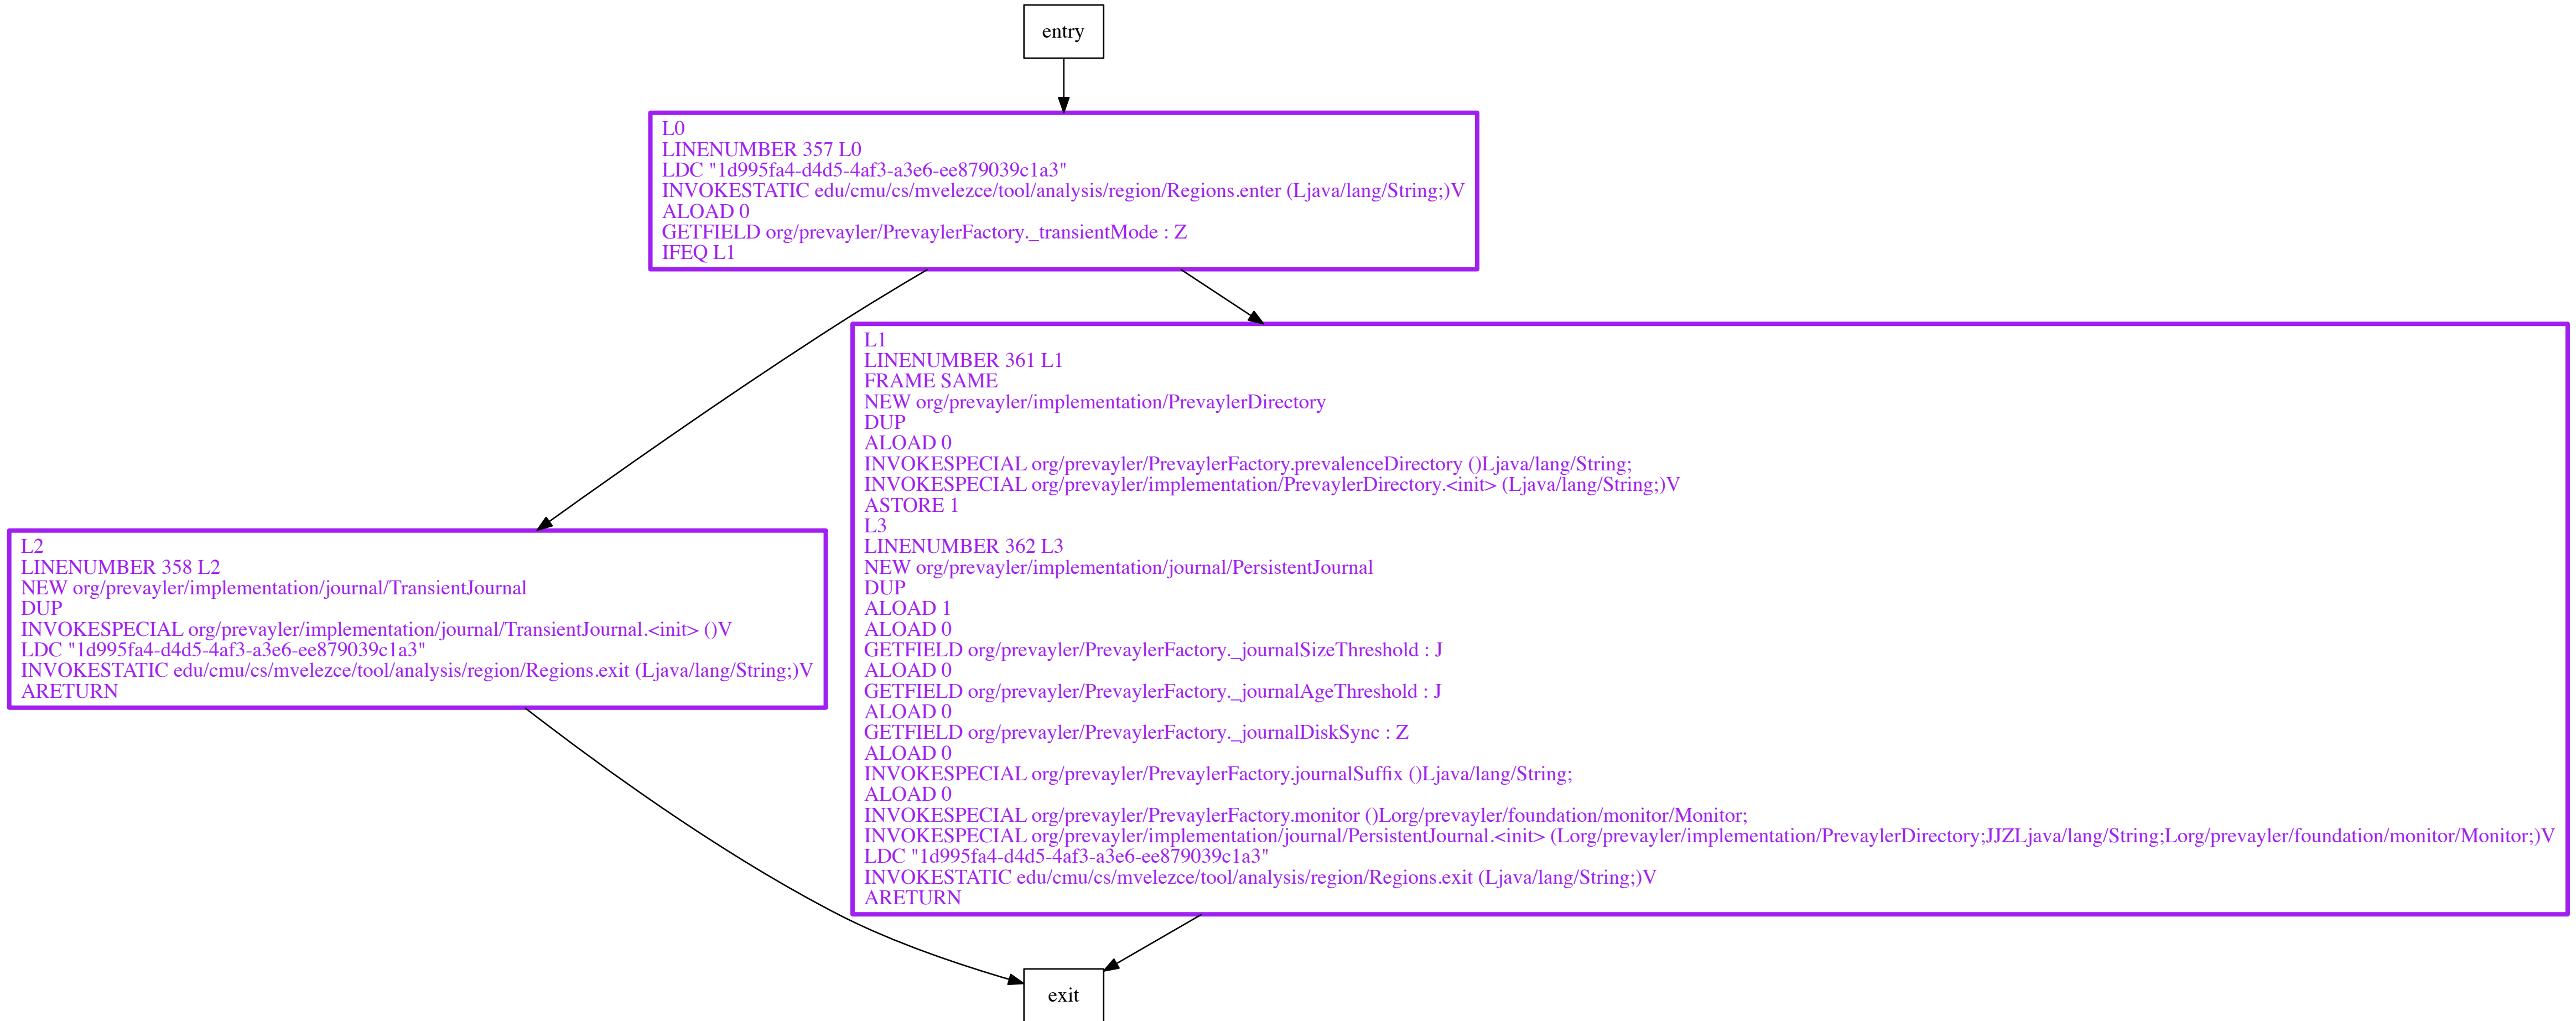 entry
L0
LINENUMBER 357 L0
LDC "1d995fa4-d4d5-4af3-a3e6-ee879039c1a3"
INVOKESTATIC edu/cmu/cs/mvelezce/tool/analysis/region/Regions.enter (Ljava/lang/String;)V
ALOAD 0
GETFIELD org/prevayler/PrevaylerFactory._transientMode : Z
IFEQ L1
L1
LINENUMBER 361 L1
FRAME SAME
NEW org/prevayler/implementation/PrevaylerDirectory
DUP
ALOAD 0
INVOKESPECIAL org/prevayler/PrevaylerFactory.prevalenceDirectory ()Ljava/lang/String;
INVOKESPECIAL org/prevayler/implementation/PrevaylerDirectory.<init> (Ljava/lang/String;)V
ASTORE 1
L3
LINENUMBER 362 L3
NEW org/prevayler/implementation/journal/PersistentJournal
DUP
ALOAD 1
ALOAD 0
GETFIELD org/prevayler/PrevaylerFactory._journalSizeThreshold : J
ALOAD 0
GETFIELD org/prevayler/PrevaylerFactory._journalAgeThreshold : J
ALOAD 0
GETFIELD org/prevayler/PrevaylerFactory._journalDiskSync : Z
ALOAD 0
INVOKESPECIAL org/prevayler/PrevaylerFactory.journalSuffix ()Ljava/lang/String;
ALOAD 0
INVOKESPECIAL org/prevayler/PrevaylerFactory.monitor ()Lorg/prevayler/foundation/monitor/Monitor;
INVOKESPECIAL org/prevayler/implementation/journal/PersistentJournal.<init> (Lorg/prevayler/implementation/PrevaylerDirectory;JJZLjava/lang/String;Lorg/prevayler/foundation/monitor/Monitor;)V
LDC "1d995fa4-d4d5-4af3-a3e6-ee879039c1a3"
INVOKESTATIC edu/cmu/cs/mvelezce/tool/analysis/region/Regions.exit (Ljava/lang/String;)V
ARETURN
L2
LINENUMBER 358 L2
NEW org/prevayler/implementation/journal/TransientJournal
DUP
INVOKESPECIAL org/prevayler/implementation/journal/TransientJournal.<init> ()V
LDC "1d995fa4-d4d5-4af3-a3e6-ee879039c1a3"
INVOKESTATIC edu/cmu/cs/mvelezce/tool/analysis/region/Regions.exit (Ljava/lang/String;)V
ARETURN
exit